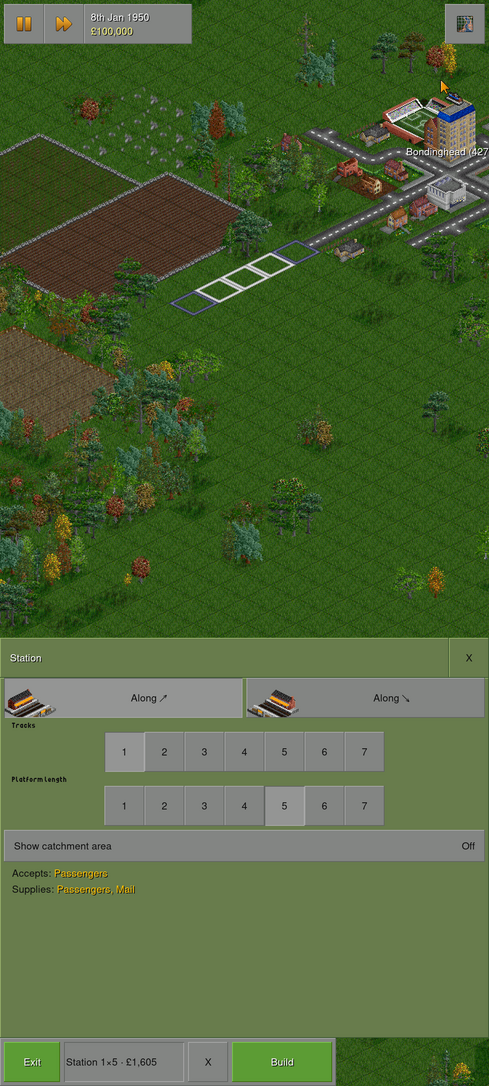 8th Jan 1950
£100,000
Bondinghead (427
Station
X
Along ↗
Along ↘
Tracks
1 2 3 4 5 6 7
Platform length
1 2 3 4 5 6 7
Show catchment area Off
Accepts: Passengers
Supplies: Passengers, Mail
Exit
Station 1×5 - £1,605
X
Build